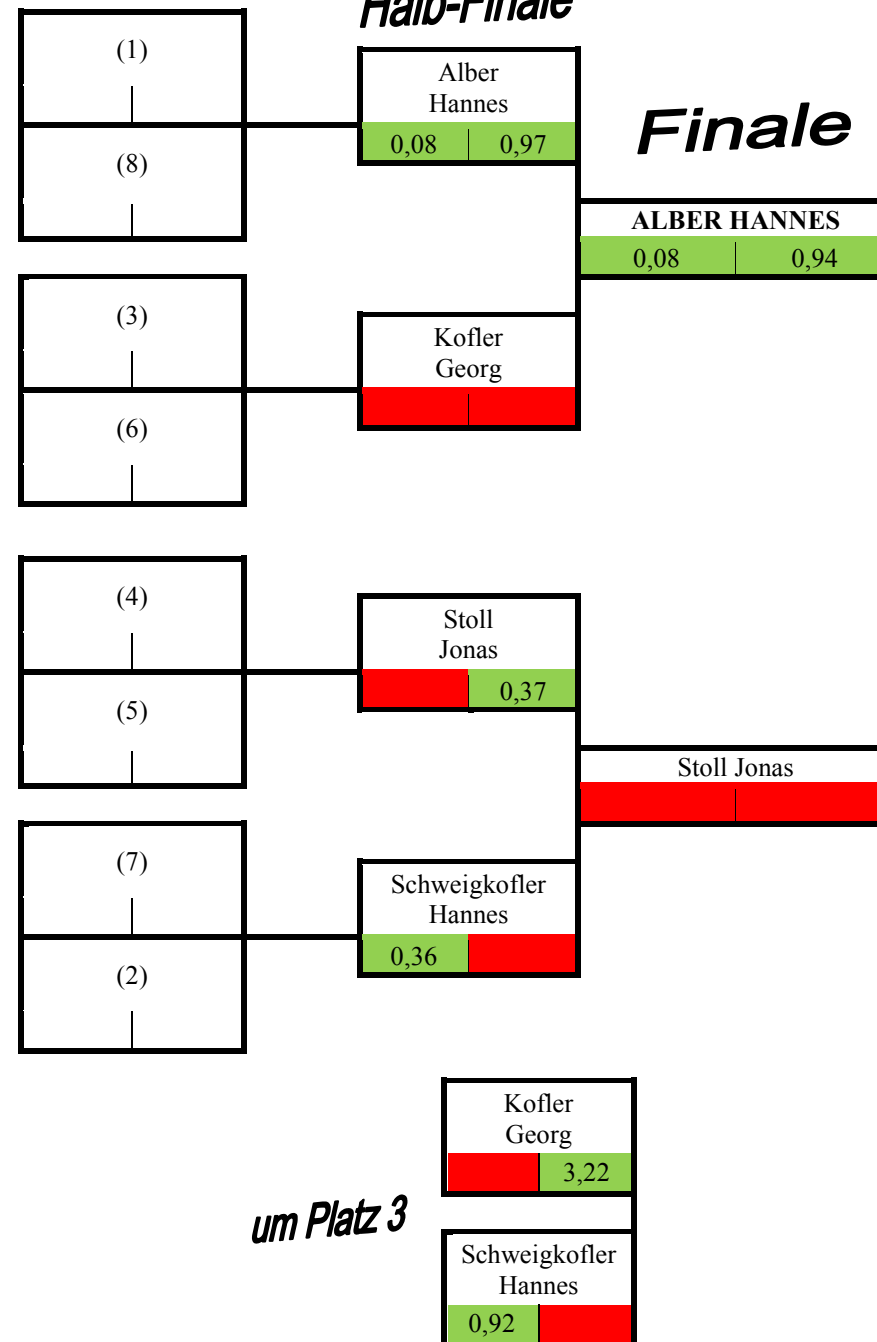 Halb-Finale
(1)
(8)
Alber
Hannes
0,08 0,97
Finale
ALBER HANNES
0,08 0,94
(3)
(6)
Kofler
Georg
(4)
(5)
Stoll
Jonas
0,37
Stoll Jonas
(7)
(2)
Schweigkofler
Hannes
0,36
um Platz 3
Kofler
Georg
3,22
Schweigkofler
Hannes
0,92